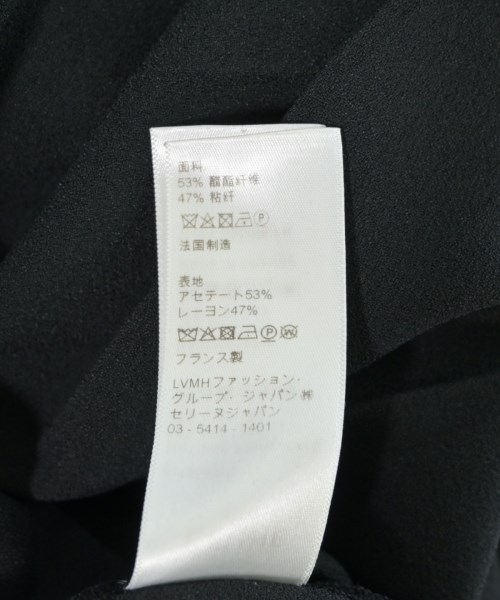 面料
53% 醋酯纤维
47% 粘纤
法国制造
表地
アセテート53%
レーヨン47%
フランス製
LVMHファッション・
グループ・ジャパン㈱
セリーヌジャパン
03 - 5414 - 1401